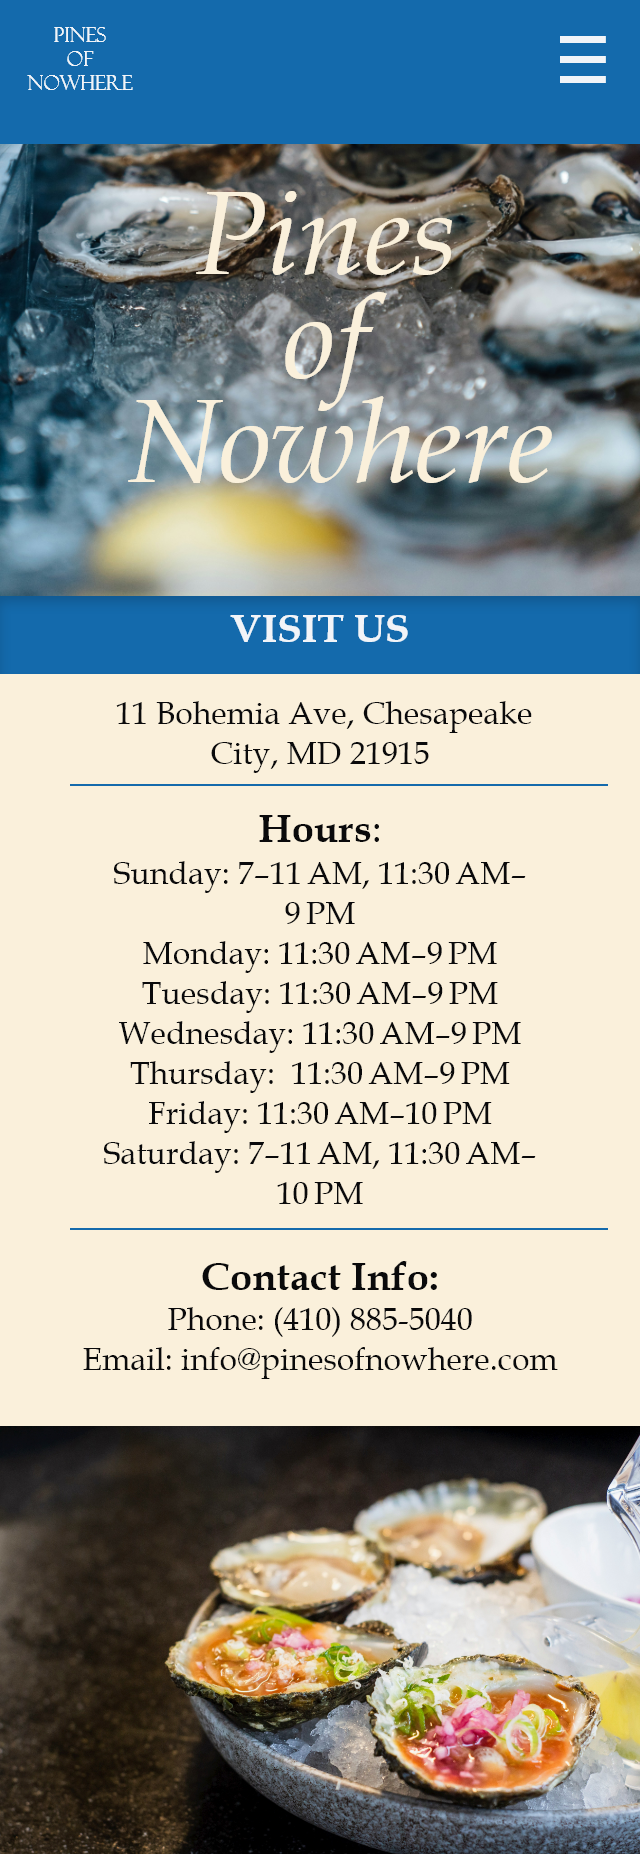 PINES
OF
NOWHERE
Pines
of
Nowhere
VISIT US
11 Bohemia Ave, Chesapeake
City, MD 21915
Hours:
Sunday: 7–11 AM, 11:30 AM–
9 PM
Monday: 11:30 AM–9 PM
Tuesday: 11:30 AM–9 PM
Wednesday: 11:30 AM–9 PM
Thursday:  11:30 AM–9 PM
Friday: 11:30 AM–10 PM
Saturday: 7–11 AM, 11:30 AM–
10 PM
Contact Info:
Phone: (410) 885-5040
Email: info@pinesofnowhere.com